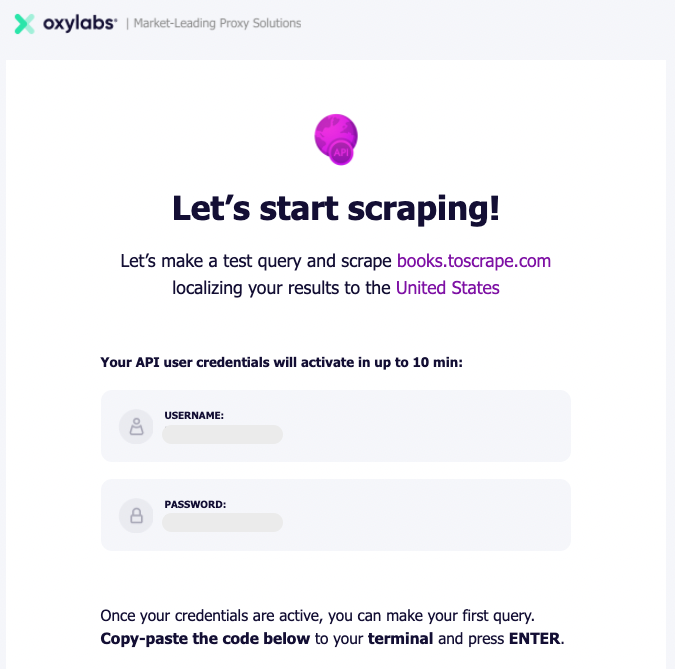 oxylabs® | Market-Leading Proxy Solutions
API
Let’s start scraping!
Let’s make a test query and scrape books.toscrape.com
localizing your results to the United States
Your API user credentials will activate in up to 10 min:
USERNAME:
PASSWORD:
Once your credentials are active, you can make your first query.
Copy-paste the code below to your terminal and press ENTER.